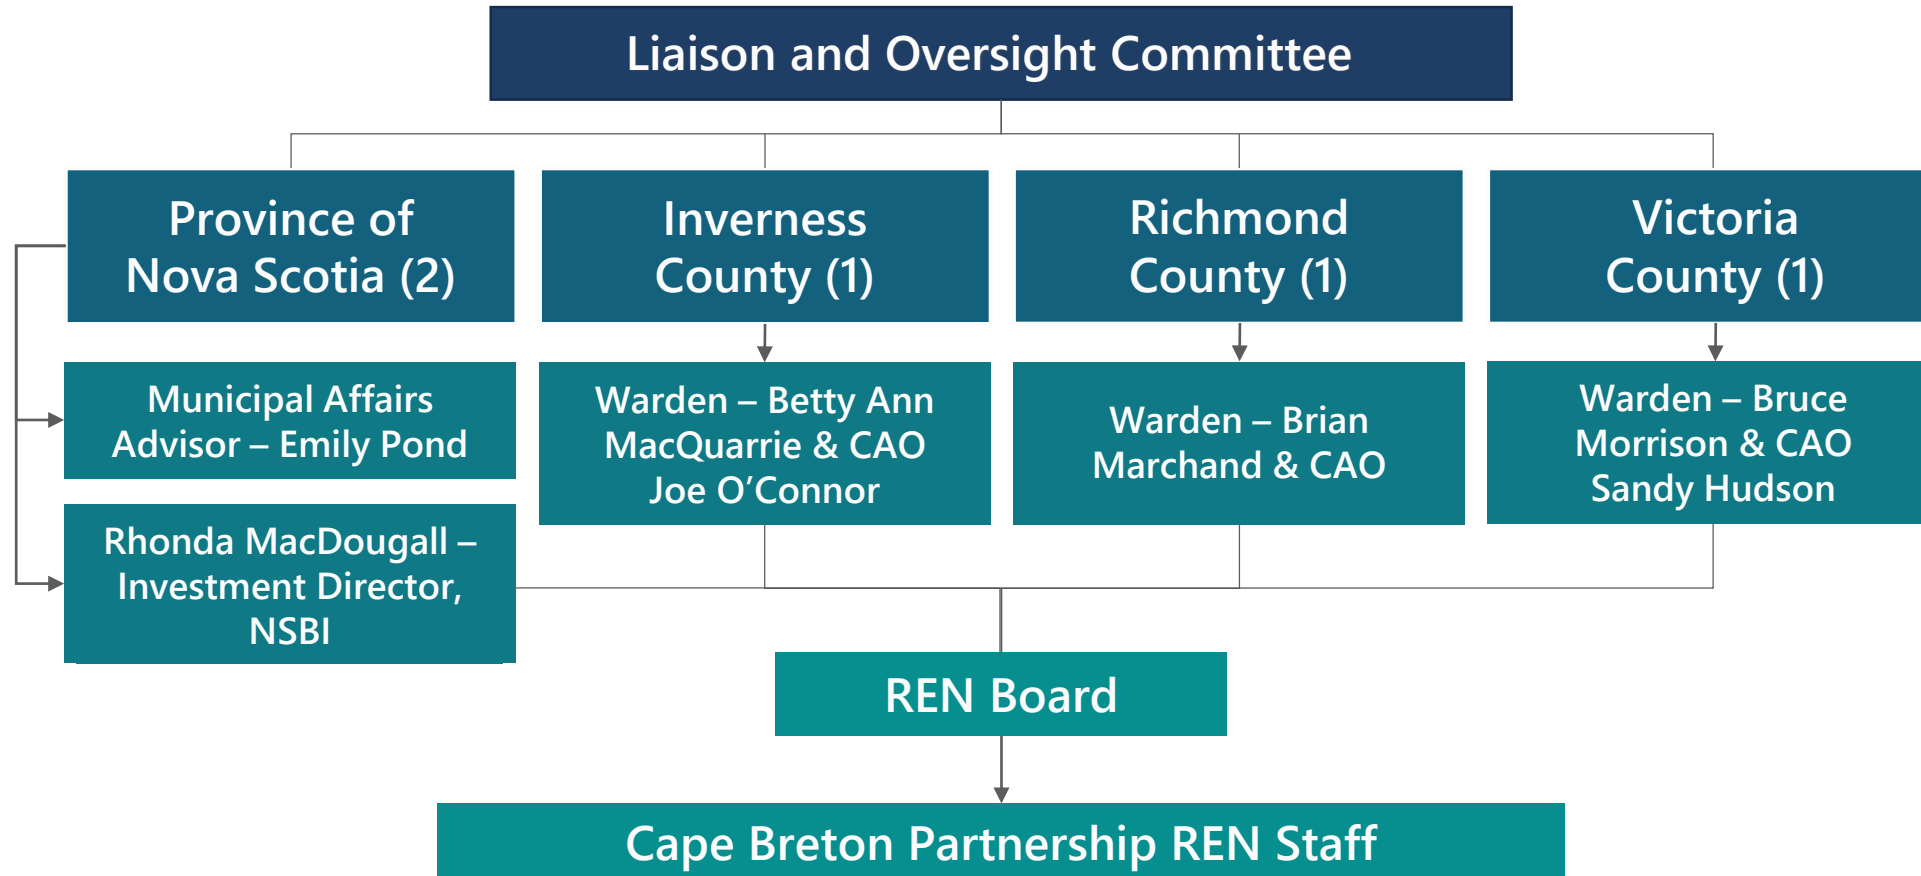 Liaison and Oversight Committee
Province of
Nova Scotia (2)
Inverness
County (1)
Richmond
County (1)
Victoria
County (1)
Municipal Affairs
Advisor – Emily Pond
Rhonda MacDougall –
Investment Director,
NSBI
Warden – Betty Ann
MacQuarrie & CAO
Joe O’Connor
Warden – Brian
Marchand & CAO
Warden – Bruce
Morrison & CAO
Sandy Hudson
REN Board
Cape Breton Partnership REN Staff